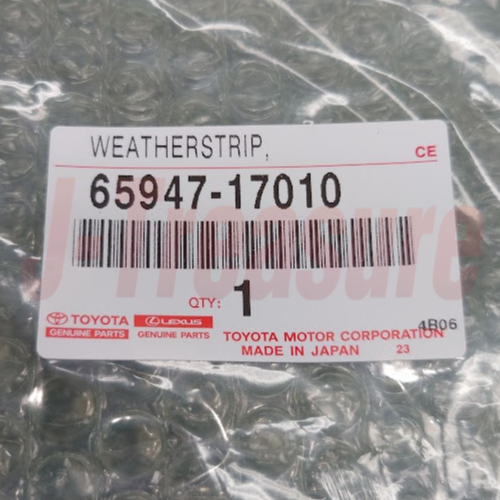 WEATHERSTRIP,
CE
65947-17010
J-Treasure
QTY: 1
TOYOTA
GENUINE PARTS
LEXUS
GENUINE PARTS
TOYOTA MOTOR CORPORATION
4B06
MADE IN JAPAN 23